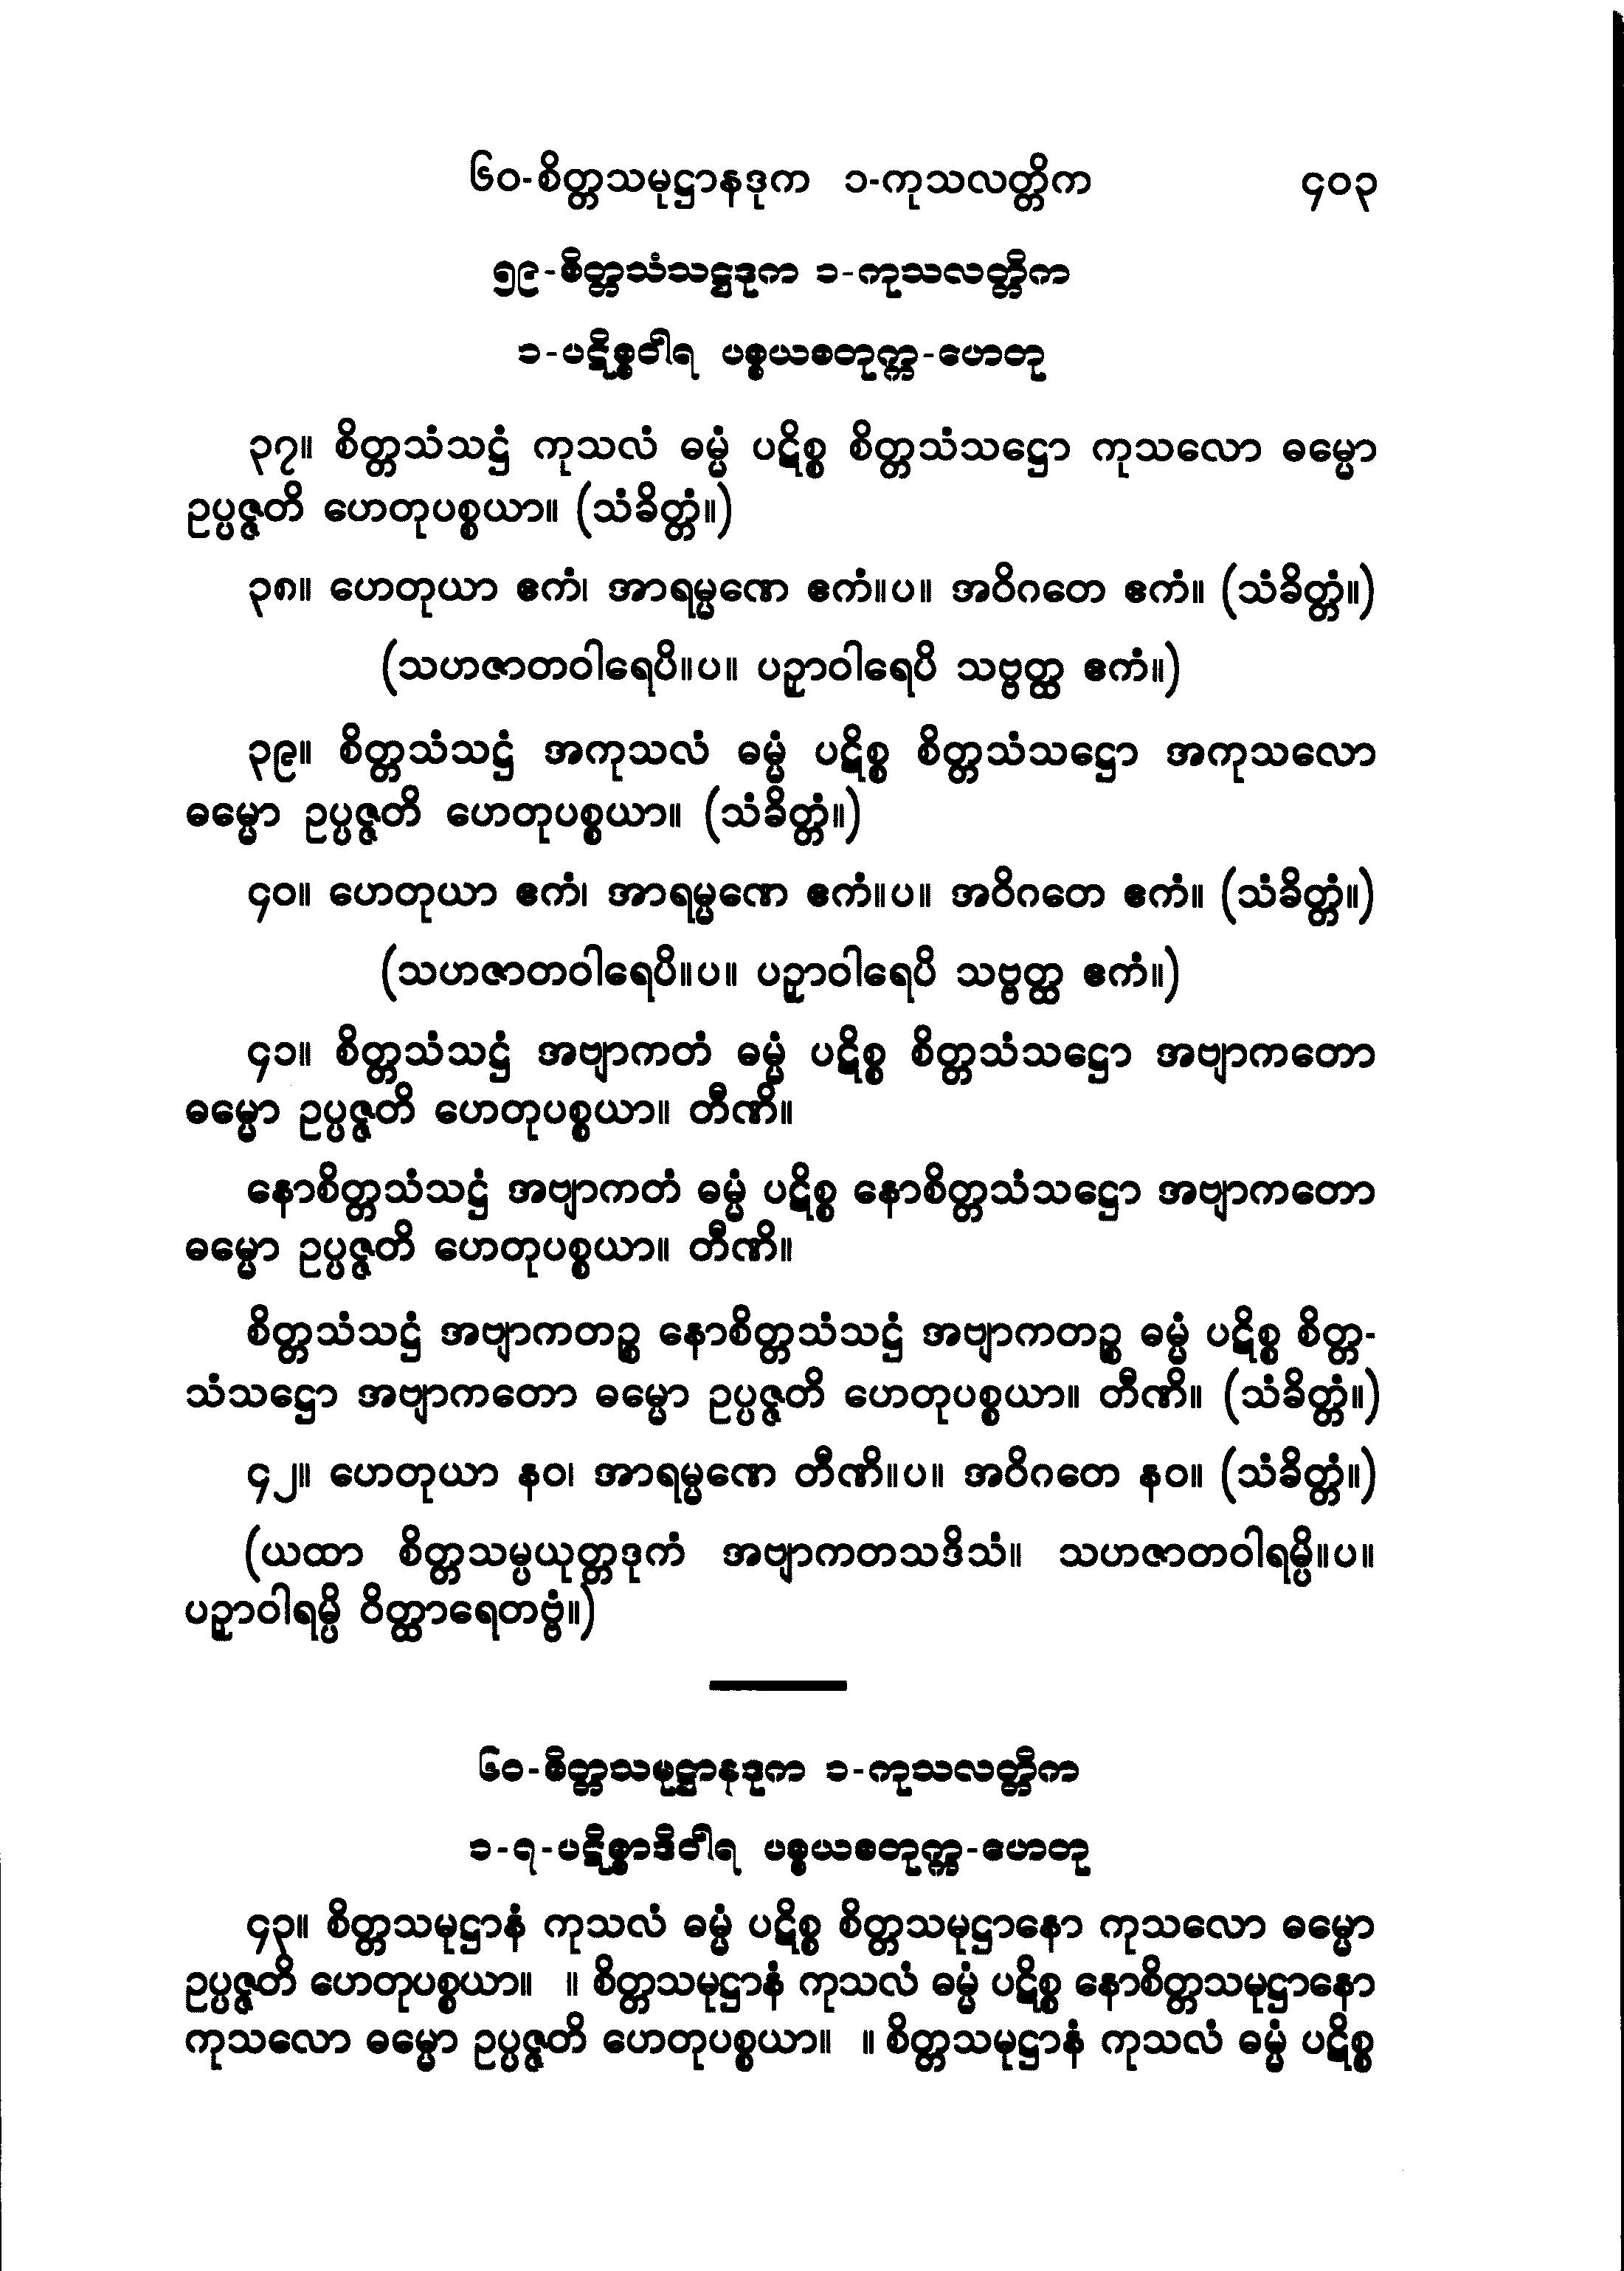 ၆၀-စိတ္တသမုဋ္ဌာနဒုက ၁-ကုသလတ္တိက ၄၀၃
၅၉-စိတ္တသံသဋ္ဌဒုက ၁-ကုသလတ္တိက
၁-ပဋိစ္စဝါရ ပစ္စယစတုက္က-ဟေတု
၃၇။ စိတ္တသံသဋ္ဌံ ကုသလံ ဓမ္မံ ပဋိစ္စ စိတ္တသံသဋ္ဌော ကုသလော ဓမ္မော
ဥပ္ပဇ္ဇတိ ဟေတုပစ္စယာ။ (သံခိတ္တံ။)
၃၈။ ဟေတုယာ ဧကံ၊ အာရမ္မဏေ ဧကံ။ပ။ အဝိဂတေ ဧကံ။ (သံခိတ္တံ။)
(သဟဇာတဝါရေပိ။ပ။ ပဉှာဝါရေပိ သဗ္ဗတ္ထ ဧကံ။)
၃၉။ စိတ္တသံသဋ္ဌံ အကုသလံ ဓမ္မံ ပဋိစ္စ စိတ္တသံသဋ္ဌော အကုသလော
ဓမ္မော ဥပ္ပဇ္ဇတိ ဟေတုပစ္စယာ။ (သံခိတ္တံ။)
၄၀။ ဟေတုယာ ဧကံ၊ အာရမ္မဏေ ဧကံ။ပ။ အဝိဂတေ ဧကံ။ (သံခိတ္တံ။)
(သဟဇာတဝါရေပိ။ပ။ ပဉှာဝါရေပိ သဗ္ဗတ္ထ ဧကံ။)
၄၁။ စိတ္တသံသဋ္ဌံ အဗျာကတံ ဓမ္မံ ပဋိစ္စ စိတ္တသံသဋ္ဌော အဗျာကတော
ဓမ္မော ဥပ္ပဇ္ဇတိ ဟေတုပစ္စယာ။ တီဏိ။
နောစိတ္တသံသဋ္ဌံ အဗျာကတံ ဓမ္မံ ပဋိစ္စ နောစိတ္တသံသဋ္ဌော အဗျာကတော
ဓမ္မော ဥပ္ပဇ္ဇတိ ဟေတုပစ္စယာ။ တီဏိ။
စိတ္တသံသဋ္ဌံ အဗျာကတဉ္စ နောစိတ္တသံသဋ္ဌံ အဗျာကတဉ္စ ဓမ္မံ ပဋိစ္စ စိတ္တ-
သံသဋ္ဌော အဗျာကတော ဓမ္မော ဥပ္ပဇ္ဇတိ ဟေတုပစ္စယာ။ တီဏိ။ (သံခိတ္တံ။)
၄၂။ ဟေတုယာ နဝ၊ အာရမ္မဏေ တီဏိ။ပ။ အဝိဂတေ နဝ။ (သံခိတ္တံ။)
(ယထာ စိတ္တသမ္ပယုတ္တဒုကံ အဗျာကတသဒိသံ။ သဟဇာတဝါရမ္ပိ။ပ။
ပဉှာဝါရမ္ပိ ဝိတ္ထာရေတဗ္ဗံ။)
၆၀-စိတ္တသမုဋ္ဌာနဒုက ၁-ကုသလတ္တိက
၁-၇-ပဋိစ္စာဒိဝါရ ပစ္စယစတုက္က-ဟေတု
၄၃။ စိတ္တသမုဋ္ဌာနံ ကုသလံ ဓမ္မံ ပဋိစ္စ စိတ္တသမုဋ္ဌာနော ကုသလော ဓမ္မော
ဥပ္ပဇ္ဇတိ ဟေတုပစ္စယာ။ ။ စိတ္တသမုဋ္ဌာနံ ကုသလံ ဓမ္မံ ပဋိစ္စ နောစိတ္တသမုဋ္ဌာနော
ကုသလော ဓမ္မော ဥပ္ပဇ္ဇတိ ဟေတုပစ္စယာ။ ။ စိတ္တသမုဋ္ဌာနံ ကုသလံ ဓမ္မံ ပဋိစ္စ